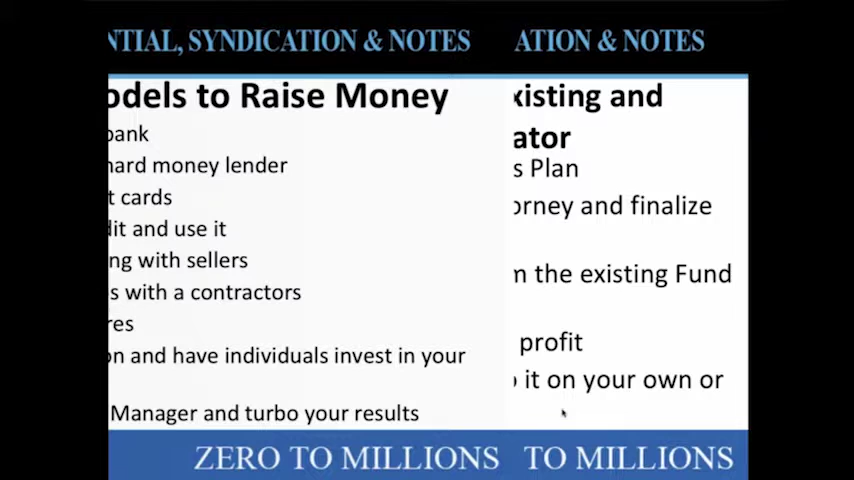 NTIAL, SYNDICATION & NOTES
odels to Raise Money
bank
hard money lender
t cards
dit and use it
ng with sellers
s with a contractors
res
on and have individuals invest in your
Manager and turbo your results
ZERO TO MILLIONS
ATION & NOTES
xisting and
ator
s Plan
orney and finalize
m the existing Fund
profit
o it on your own or
TO MILLIONS